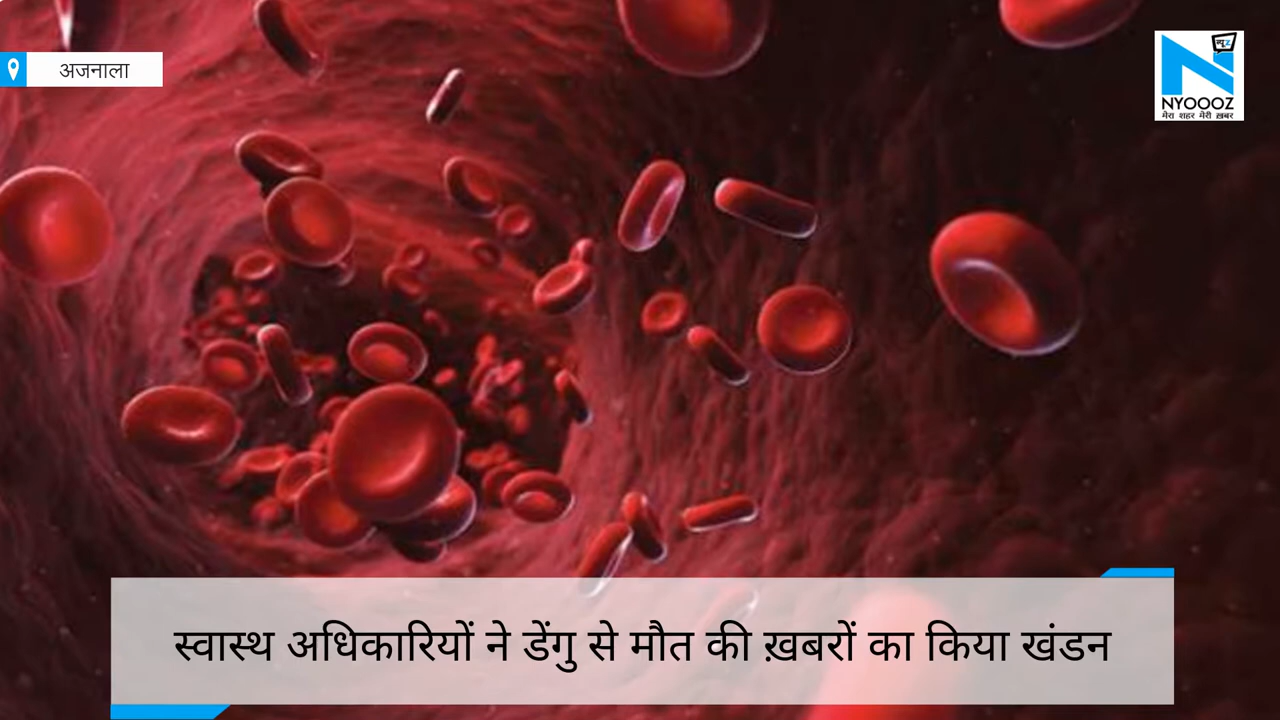 अजनाला
न्यूz
NYOOOZ
मेरा शहर मेरी ख़बर
स्वास्थ अधिकारियों ने डेंगु से मौत की ख़बरों का किया खंडन